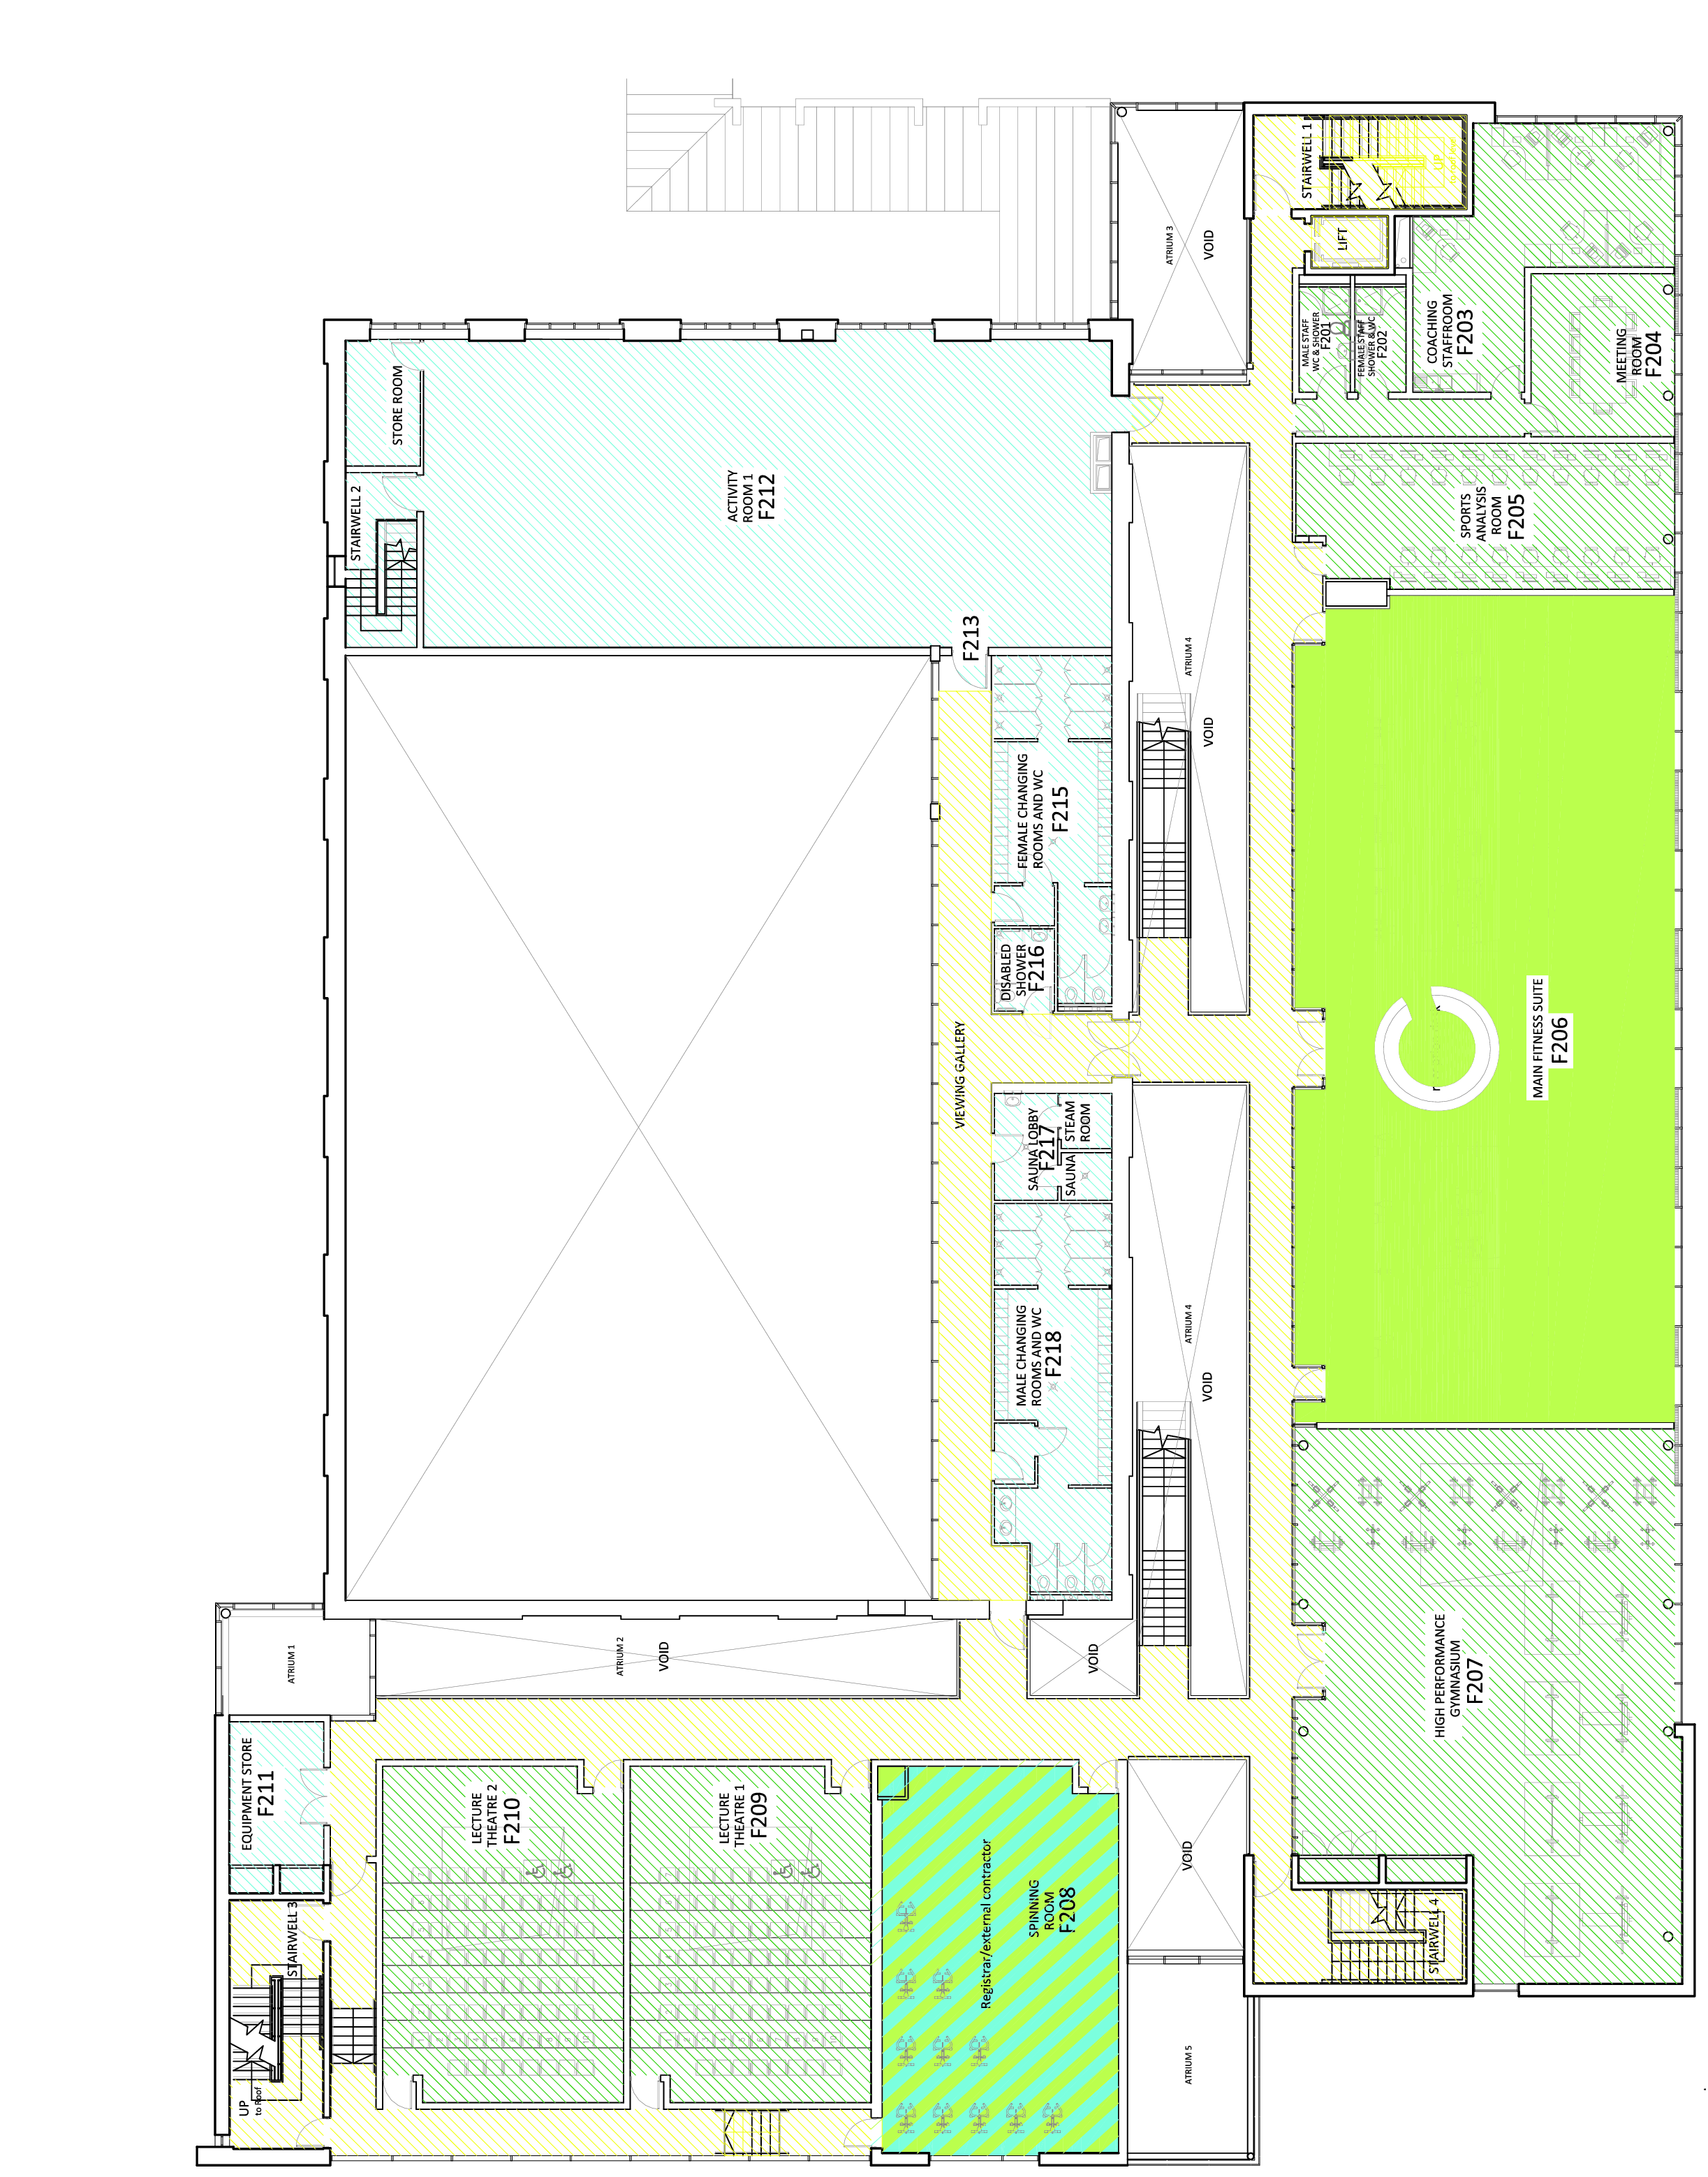 STAIRWELL 1
UP
LIFT
ATRIUM 3
VOID
MALE STAFF
WC & SHOWER
F201
FEMALE STAFF
SHOWER & WC
F202
COACHING
STAFFROOM
F203
MEETING
ROOM
F204
STORE ROOM
STAIRWELL 2
ACTIVITY
ROOM 1
F212
SPORTS
ANALYSIS
ROOM
F205
F213
ATRIUM 4
VOID
FEMALE CHANGING
ROOMS AND WC
F215
DISABLED
SHOWER
F216
VIEWING GALLERY
MAIN FITNESS SUITE
F206
SAUNA LOBBY
F217
STEAM
ROOM
SAUNA
MALE CHANGING
ROOMS AND WC
F218
ATRIUM 4
VOID
ATRIUM 1
ATRIUM 2
VOID
VOID
HIGH PERFORMANCE
GYMNASIUM
F207
EQUIPMENT STORE
F211
LECTURE
THEATRE 2
F210
LECTURE
THEATRE 1
F209
Registrar/external contractor
SPINNING
ROOM
F208
VOID
STAIRWELL 3
STAIRWELL 4
UP
to Roof
ATRIUM 5